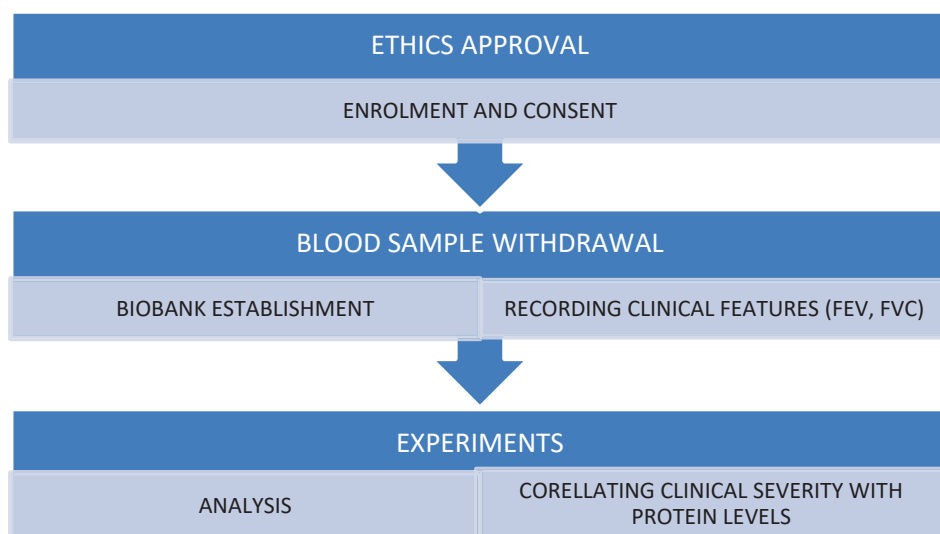 ETHICS APPROVAL
ENROLMENT AND CONSENT
BLOOD SAMPLE WITHDRAWAL
BIOBANK ESTABLISHMENT
RECORDING CLINICAL FEATURES (FEV, FVC)
EXPERIMENTS
ANALYSIS
CORELLATING CLINICAL SEVERITY WITH
PROTEIN LEVELS